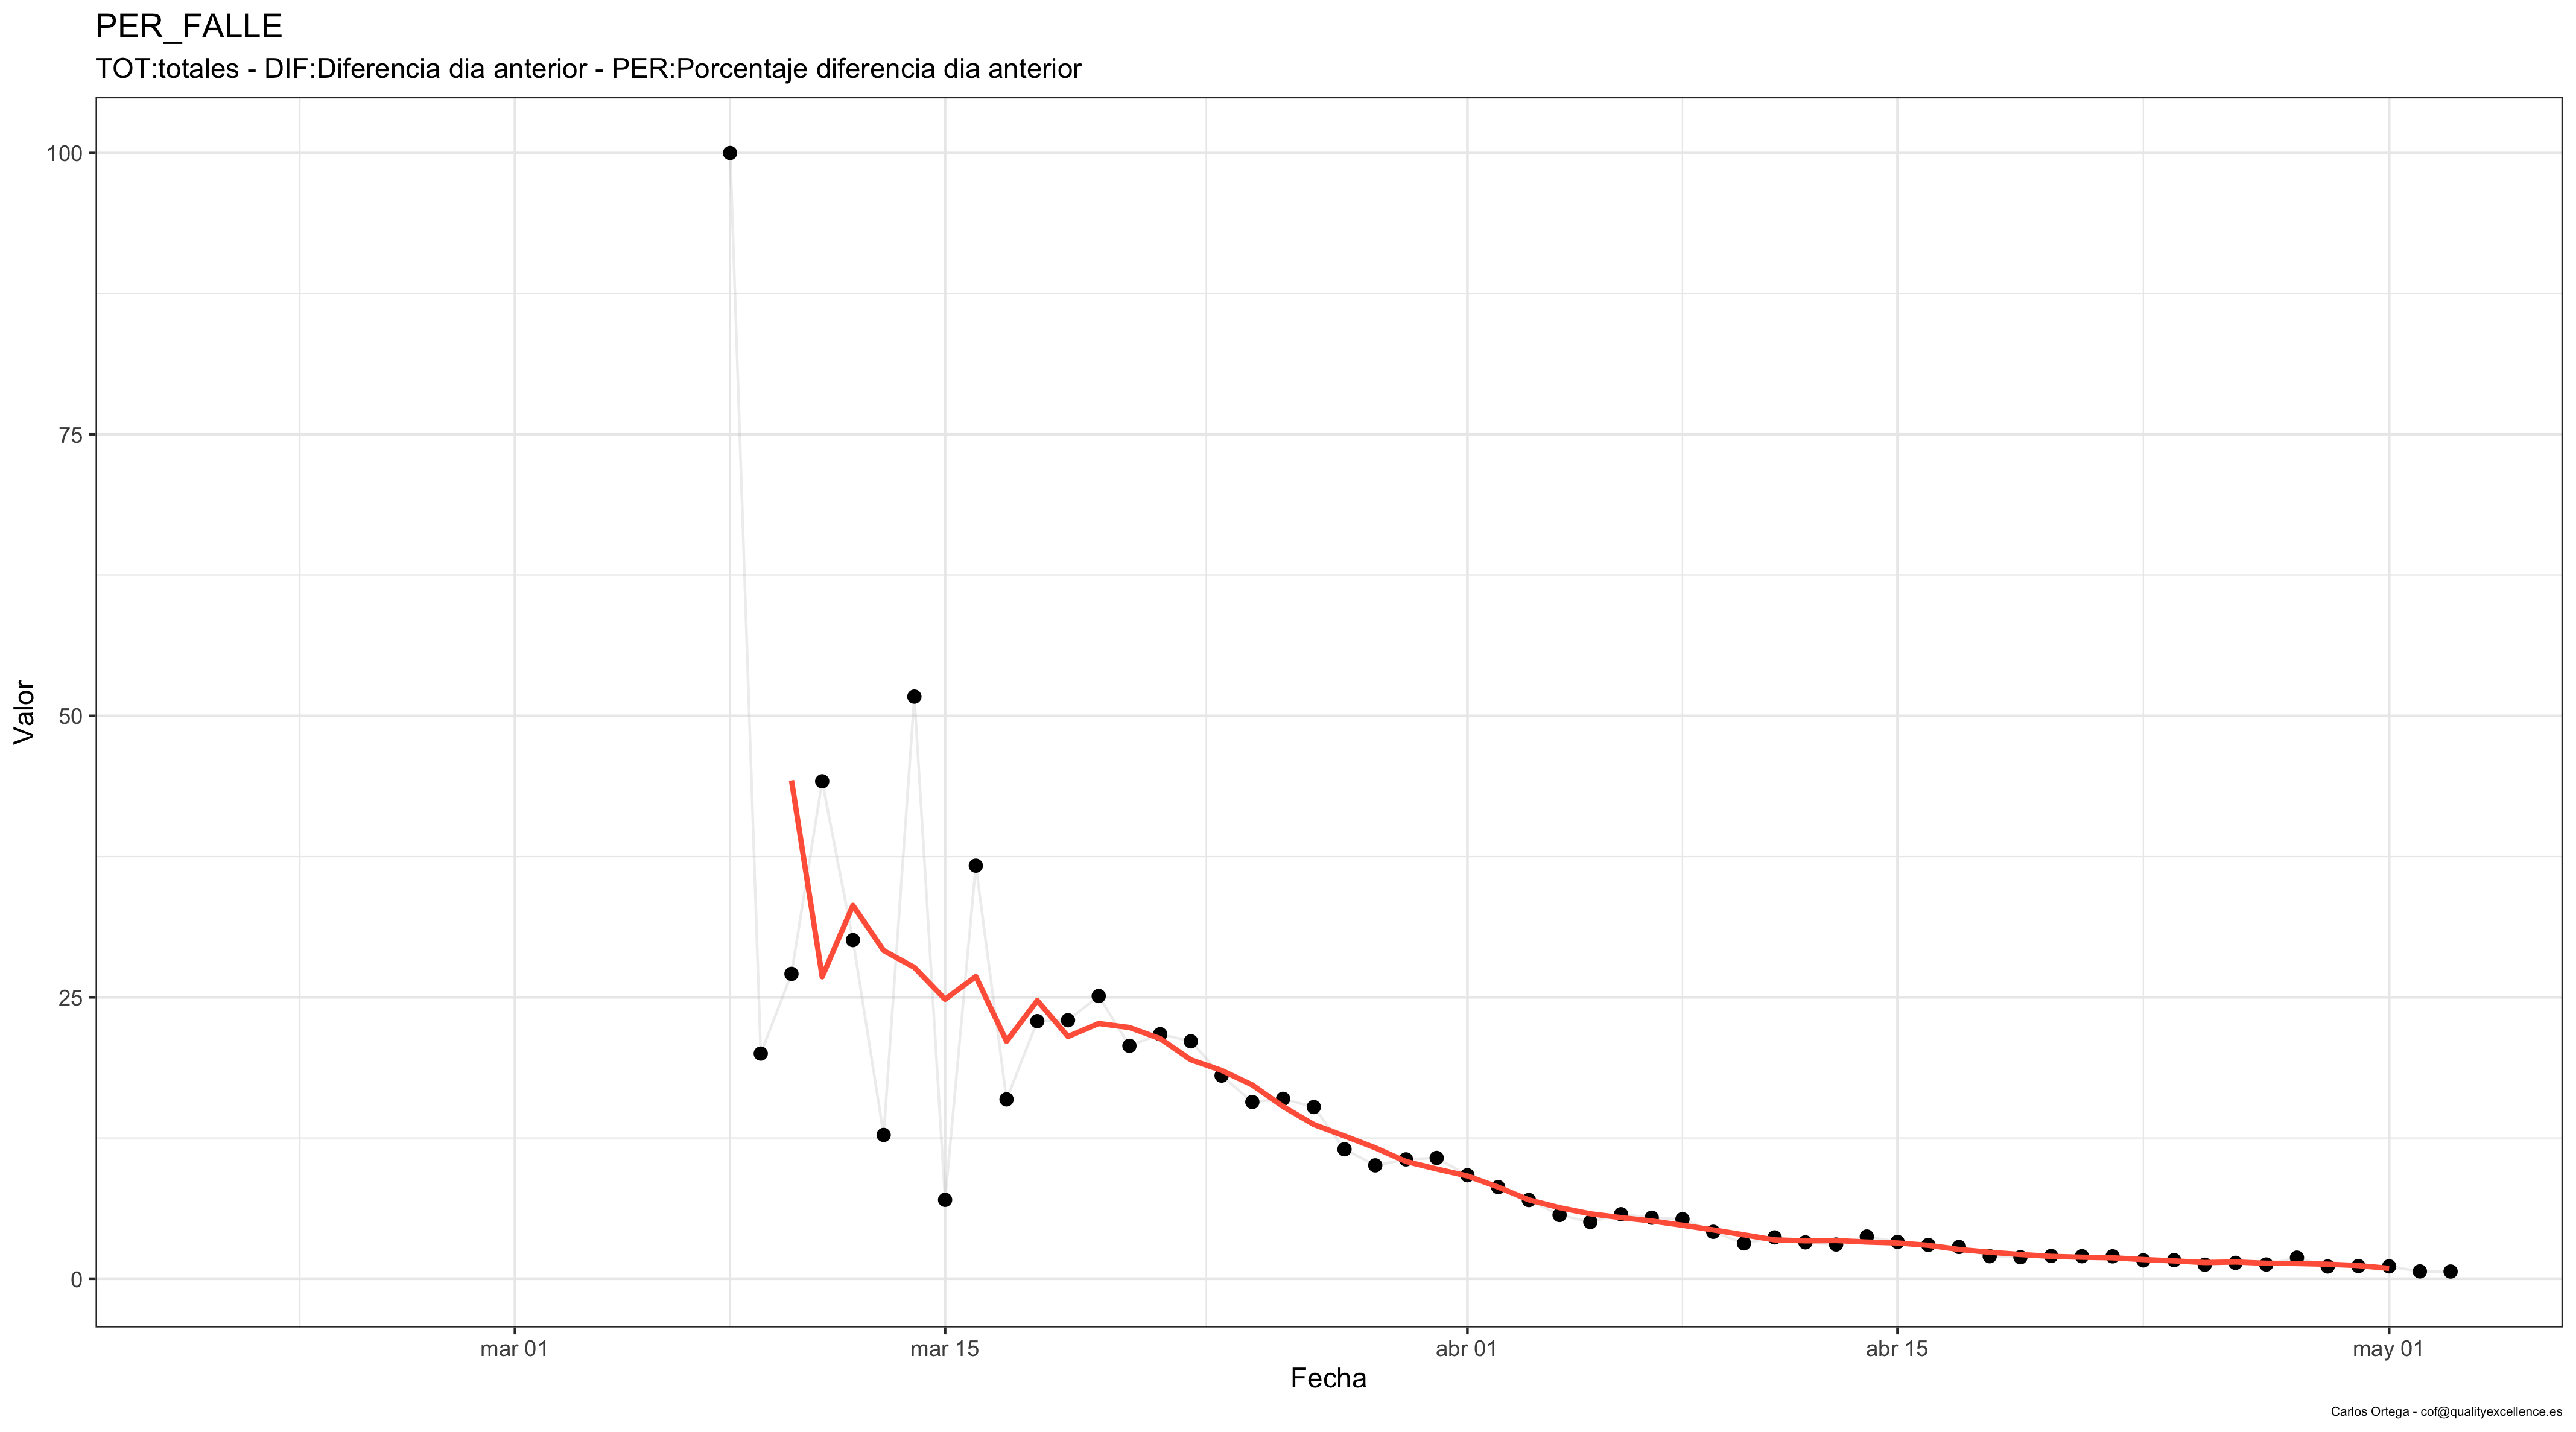 PER_FALLE
TOT:totales - DIF:Diferencia dia anterior - PER:Porcentaje diferencia dia anterior
Valor
100
75
50
25
0
mar 01 mar 15 abr 01 abr 15 may 01
Fecha
Carlos Ortega - cof@qualityexcellence.es